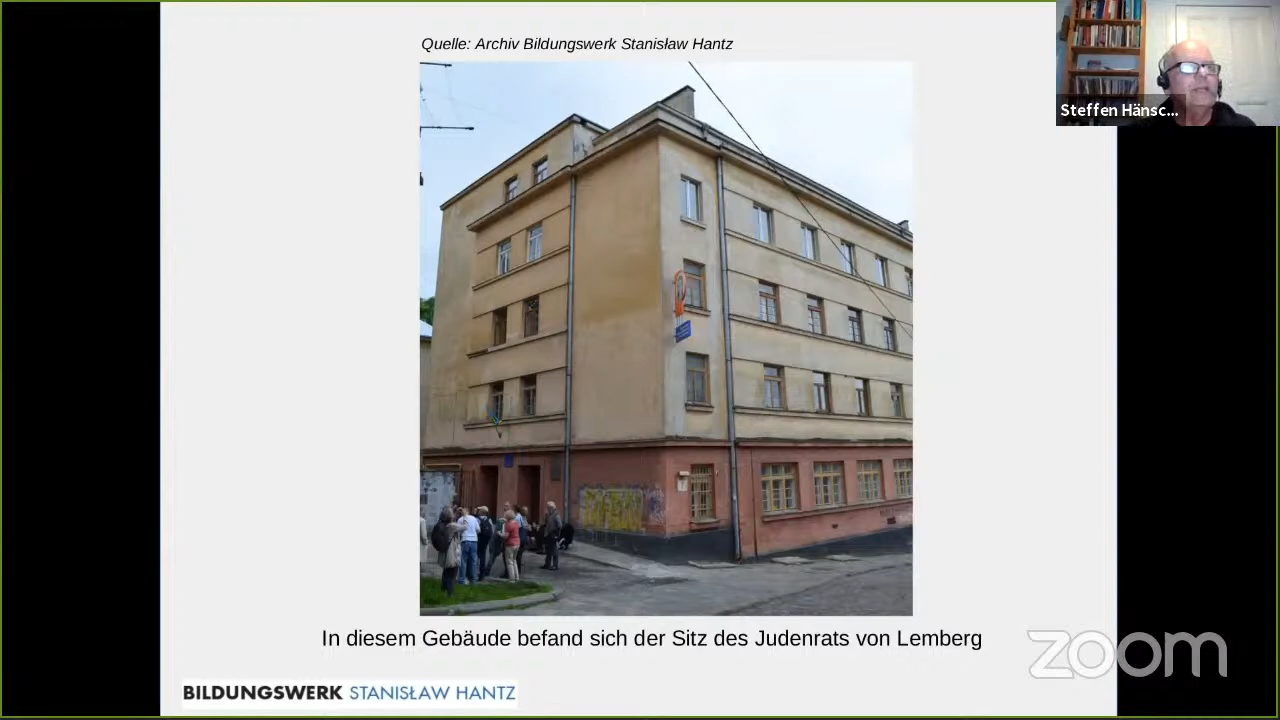 Quelle: Archiv Bildungswerk Stanisław Hantz
Steffen Hänsc...
In diesem Gebäude befand sich der Sitz des Judenrats von Lemberg
zoom
BILDUNGSWERK STANISŁAW HANTZ